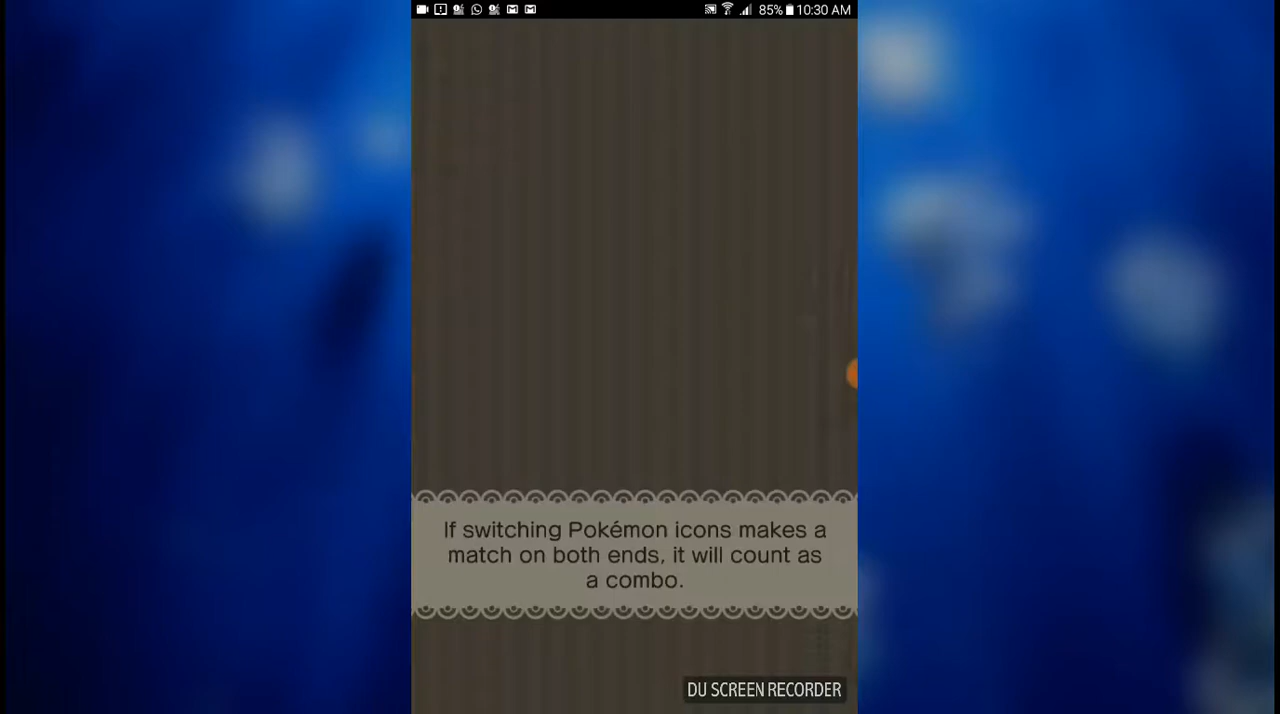 85% 10:30 AM
If switching Pokémon icons makes a
match on both ends, it will count as
a combo.
DU SCREEN RECORDER